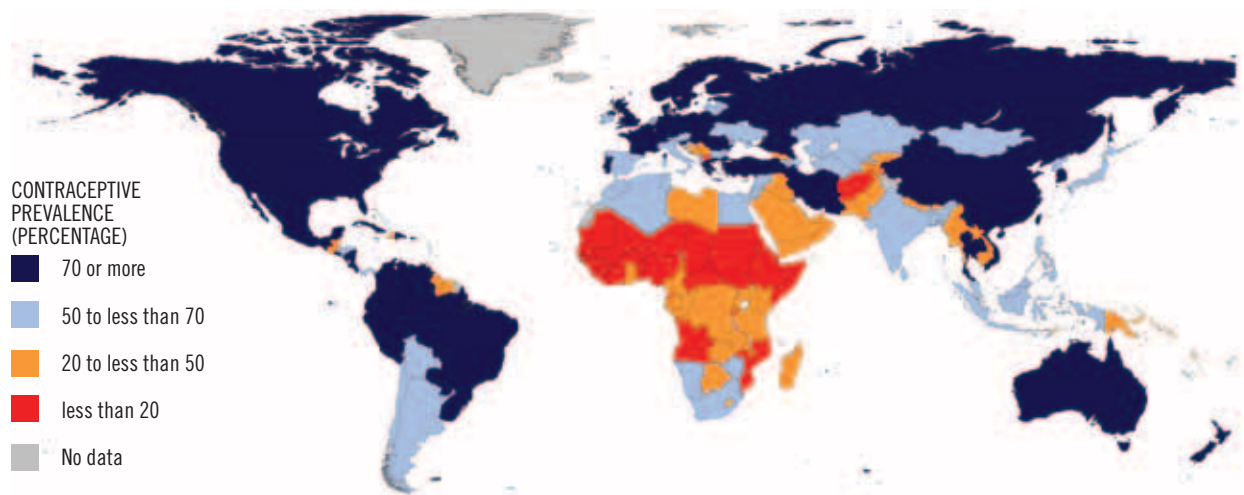 CONTRACEPTIVE
PREVALENCE
(PERCENTAGE)
70 or more
50 to less than 70
20 to less than 50
less than 20
No data